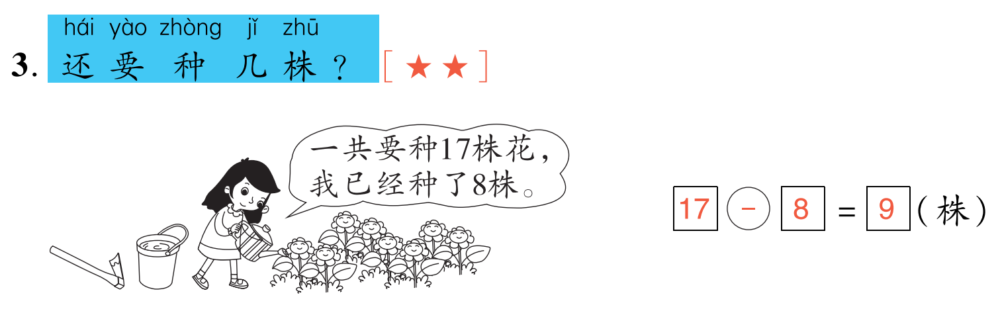 hái yào zhòng jǐ zhū
3. 还要种几株？[★★]
一共要种17株花，
我已经种了8株。
17 - 8 = 9 (株)